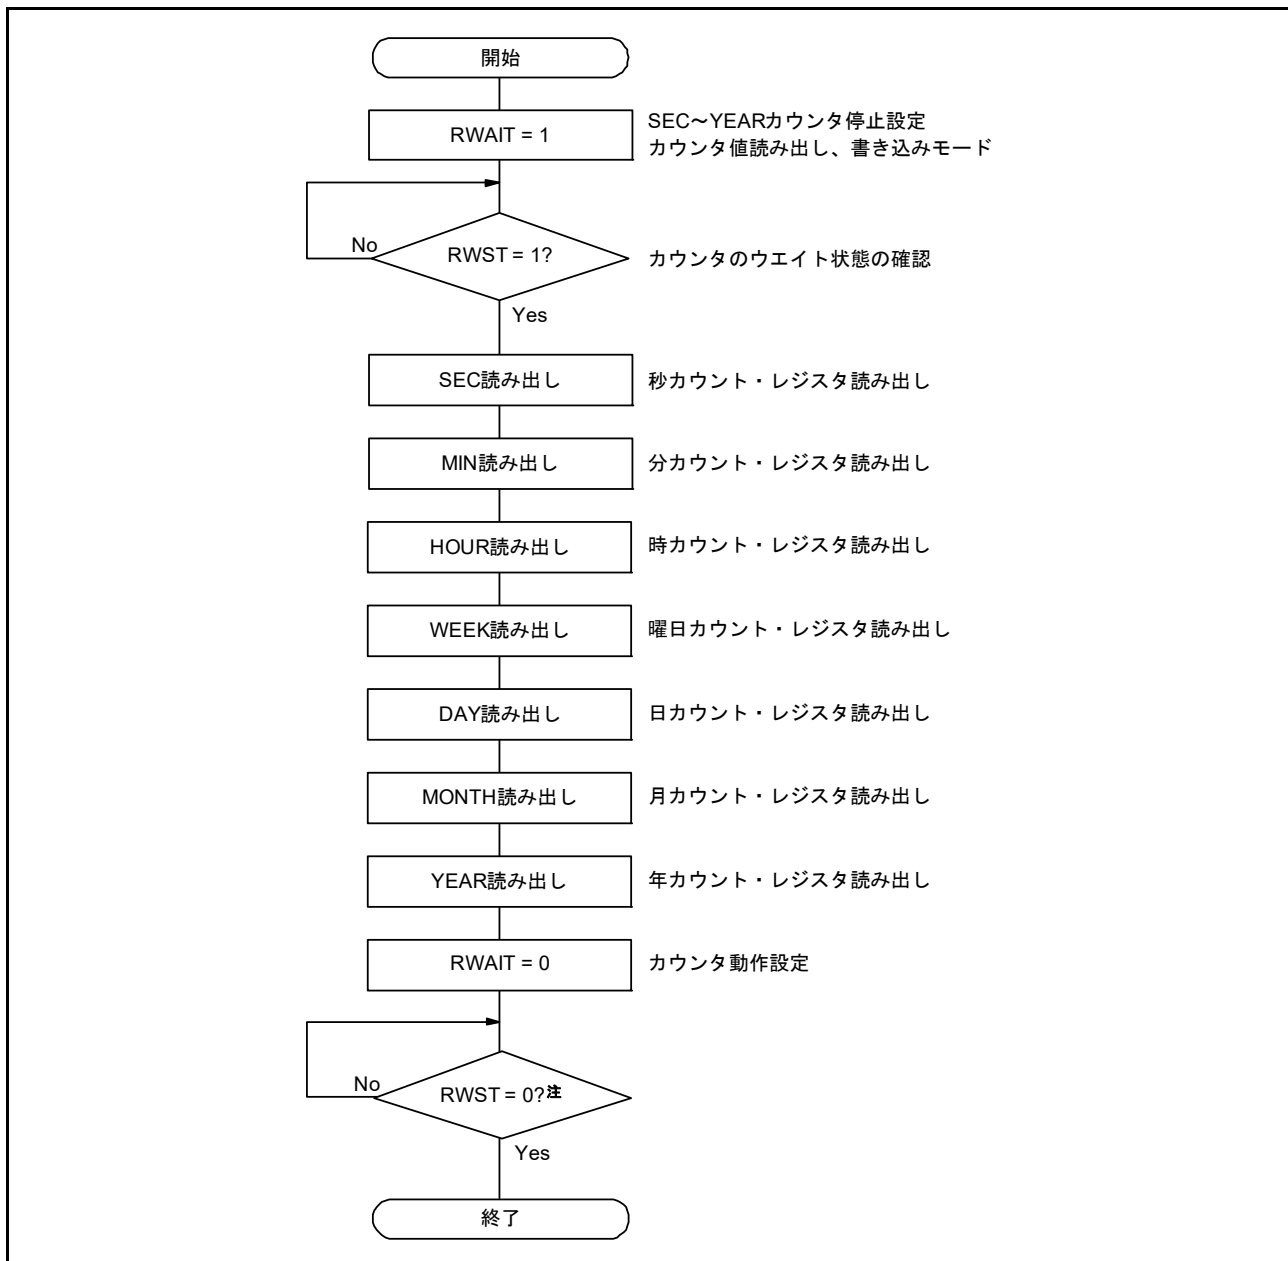 開始
RWAIT = 1
SEC～YEARカウンタ停止設定
カウンタ値読み出し、書き込みモード
No
RWST = 1?
カウンタのウエイト状態の確認
Yes
SEC読み出し
秒カウント・レジスタ読み出し
MIN読み出し
分カウント・レジスタ読み出し
HOUR読み出し
時カウント・レジスタ読み出し
WEEK読み出し
曜日カウント・レジスタ読み出し
DAY読み出し
日カウント・レジスタ読み出し
MONTH読み出し
月カウント・レジスタ読み出し
YEAR読み出し
年カウント・レジスタ読み出し
RWAIT = 0
カウンタ動作設定
No
RWST = 0?注
Yes
終了